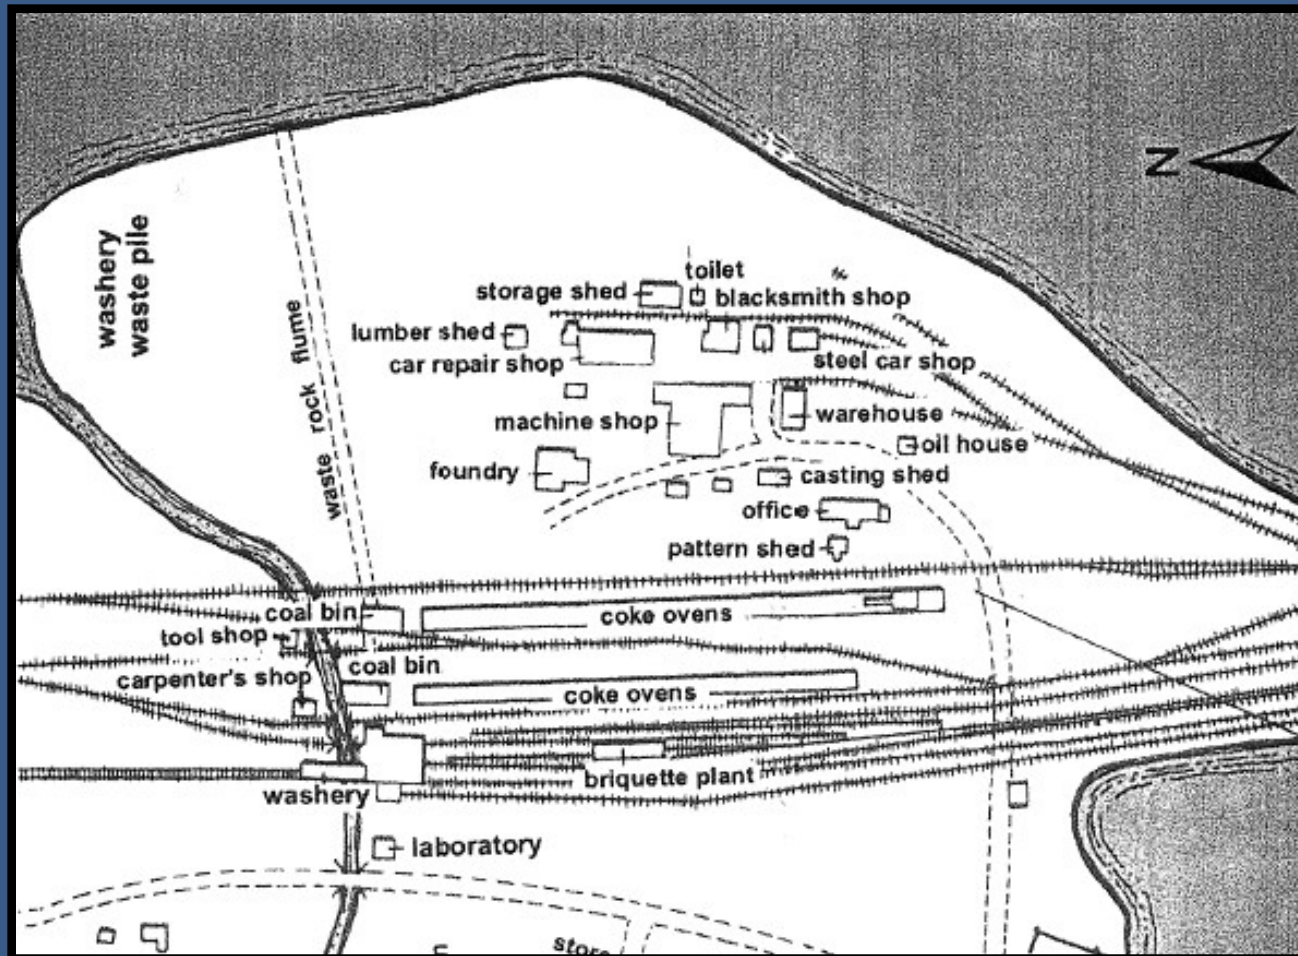 N
washery
waste pile
waste rock flume
toilet
storage shed
blacksmith shop
lumber shed
car repair shop
steel car shop
machine shop
warehouse
oil house
foundry
casting shed
office
pattern shed
coal bin
coke ovens
tool shop
coal bin
carpenter's shop
coke ovens
briquette plant
washery
laboratory